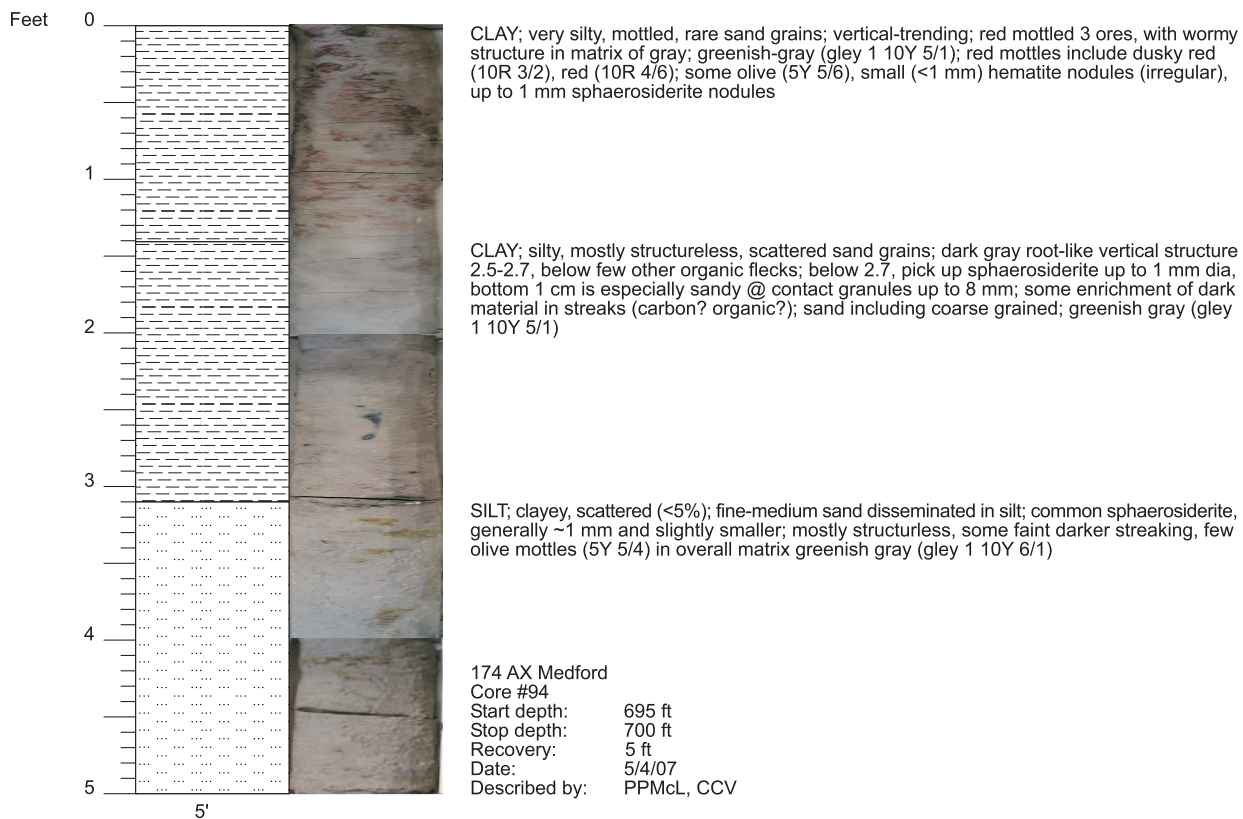 Feet
0
CLAY; very silty, mottled, rare sand grains; vertical-trending; red mottled 3 ores, with wormy
structure in matrix of gray; greenish-gray (gley 1 10Y 5/1); red mottles include dusky red
(10R 3/2), red (10R 4/6); some olive (5Y 5/6), small (<1 mm) hematite nodules (irregular),
up to 1 mm sphaerosiderite nodules
1
CLAY; silty, mostly structureless, scattered sand grains; dark gray root-like vertical structure
2.5-2.7, below few other organic flecks; below 2.7, pick up sphaerosiderite up to 1 mm dia,
bottom 1 cm is especially sandy @ contact granules up to 8 mm; some enrichment of dark
material in streaks (carbon? organic?); sand including coarse grained; greenish gray (gley
1 10Y 5/1)
2
3
SILT; clayey, scattered (<5%); fine-medium sand disseminated in silt; common sphaerosiderite,
generally ~1 mm and slightly smaller; mostly structurless, some faint darker streaking, few
olive mottles (5Y 5/4) in overall matrix greenish gray (gley 1 10Y 6/1)
4
174 AX Medford
Core #94
Start depth: 695 ft
Stop depth: 700 ft
Recovery: 5 ft
Date: 5/4/07
Described by: PPMcL, CCV
5
5'